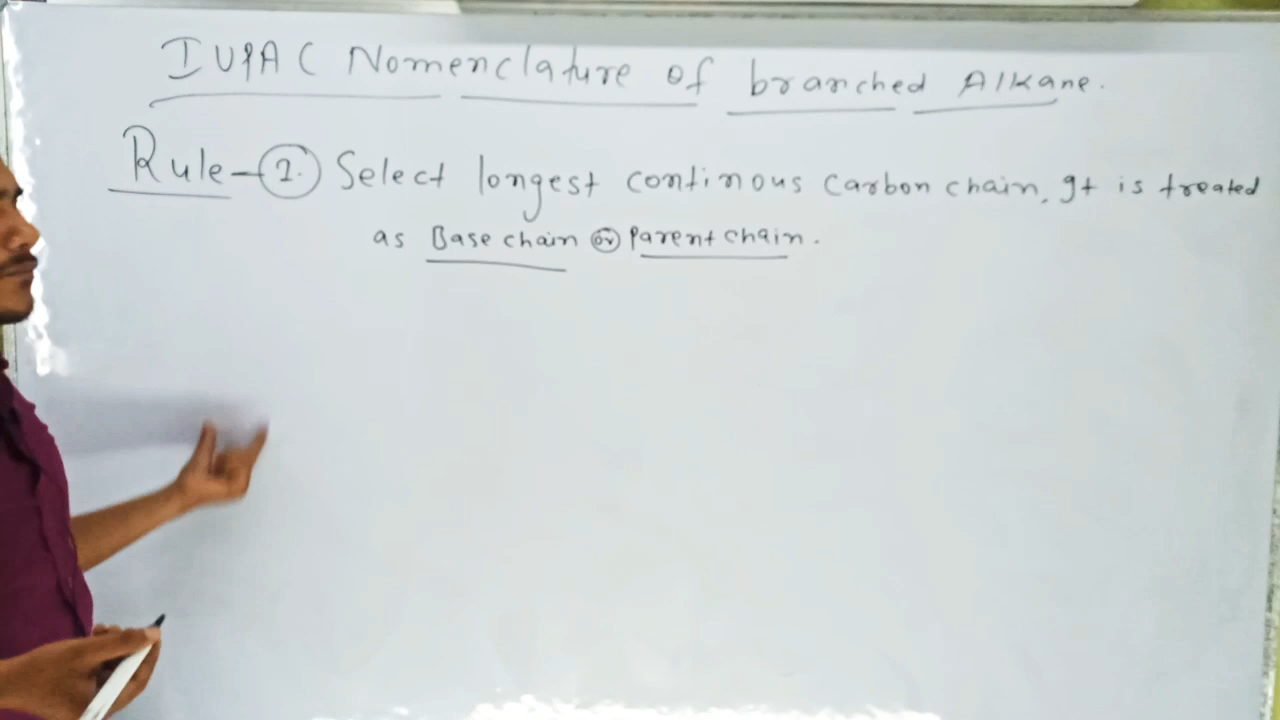 IUPAC Nomenclature of branched Alkane.
Rule-1. Select longest continous carbon chain, It is treated
as Base chain or Parent chain.